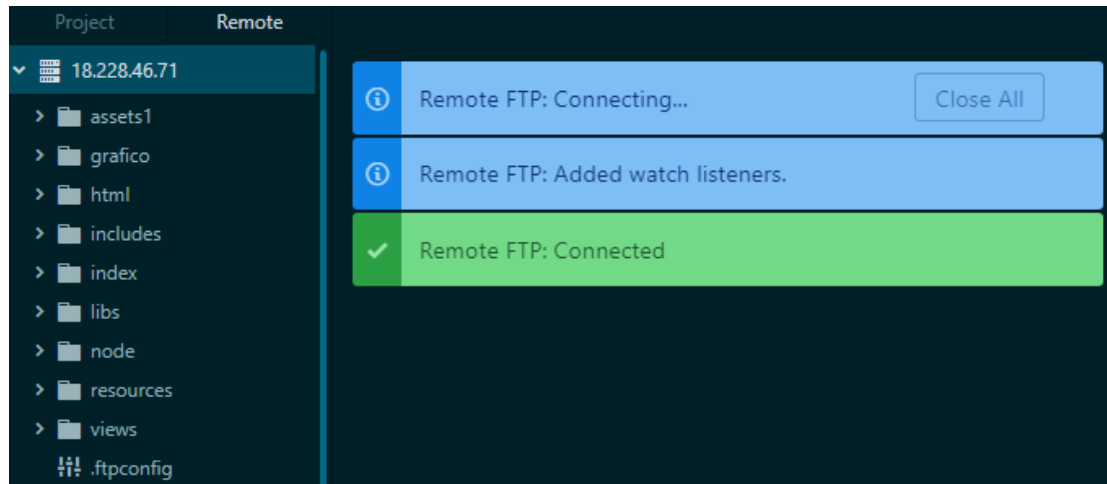 Project Remote
18.228.46.71
assets1
grafico
html
includes
index
libs
node
resources
views
.ftpconfig
Remote FTP: Connecting...
Close All
Remote FTP: Added watch listeners.
Remote FTP: Connected